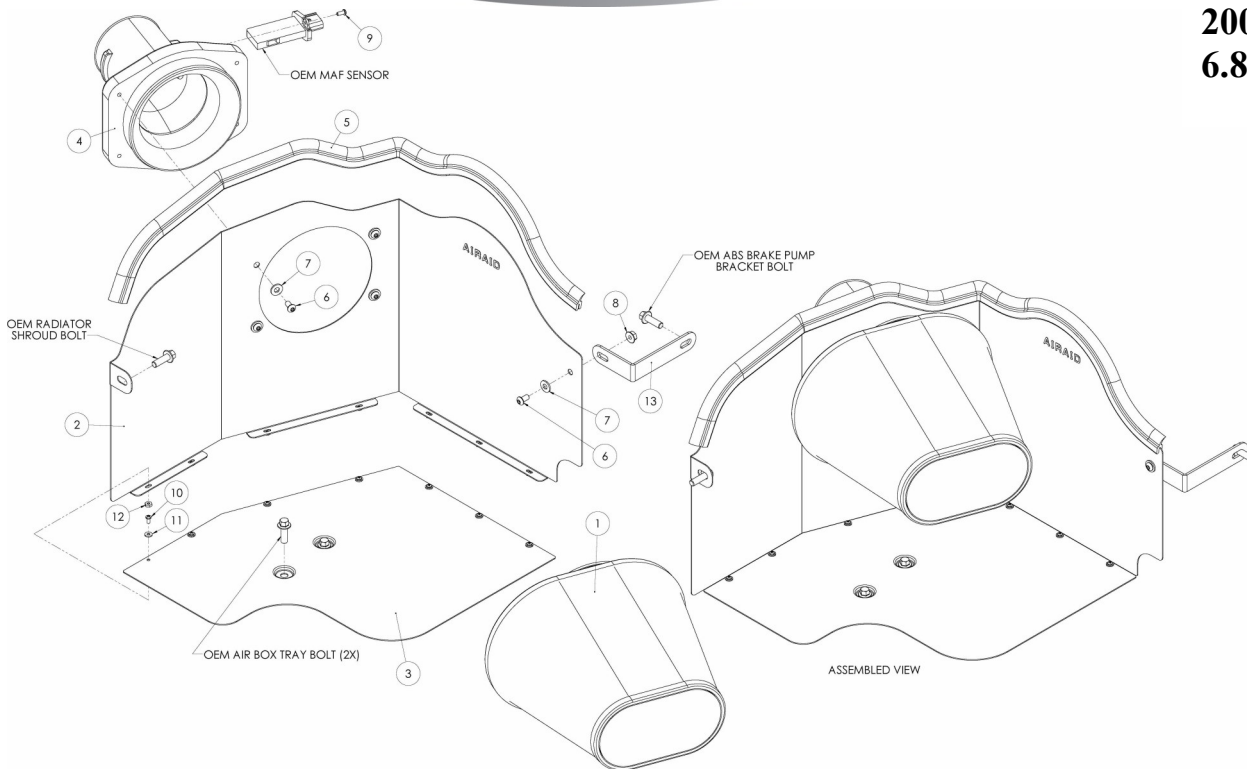 200
6.8
9
OEM MAF SENSOR
4
5
AIRAID
7
6
OEM ABS BRAKE PUMP
BRACKET BOLT
8
OEM RADIATOR
SHROUD BOLT
AIRAID
13
7
2
6
10
12
11
1
OEM AIR BOX TRAY BOLT (2X)
3
ASSEMBLED VIEW